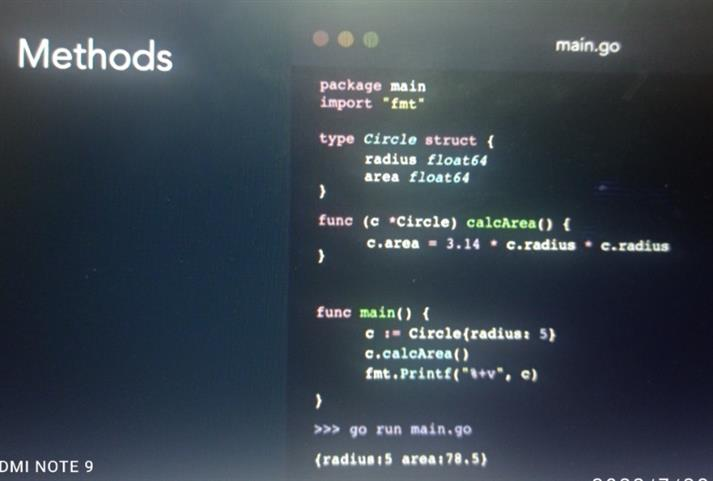 Methods
main.go
package main
import "fmt"
type Circle struct {
radius float64
area float64
}
func (c *Circle) calcArea() {
c.area = 3.14 * c.radius * c.radius
}
func main() {
c := Circle{radius: 5}
c.calcArea()
fmt.Printf("%+v", c)
}
>>> go run main.go
{radius:5 area:78.5}
DMI NOTE 9